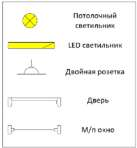 Потолочный
светильник
LED светильник
Двойная розетка
Дверь
М/п окно